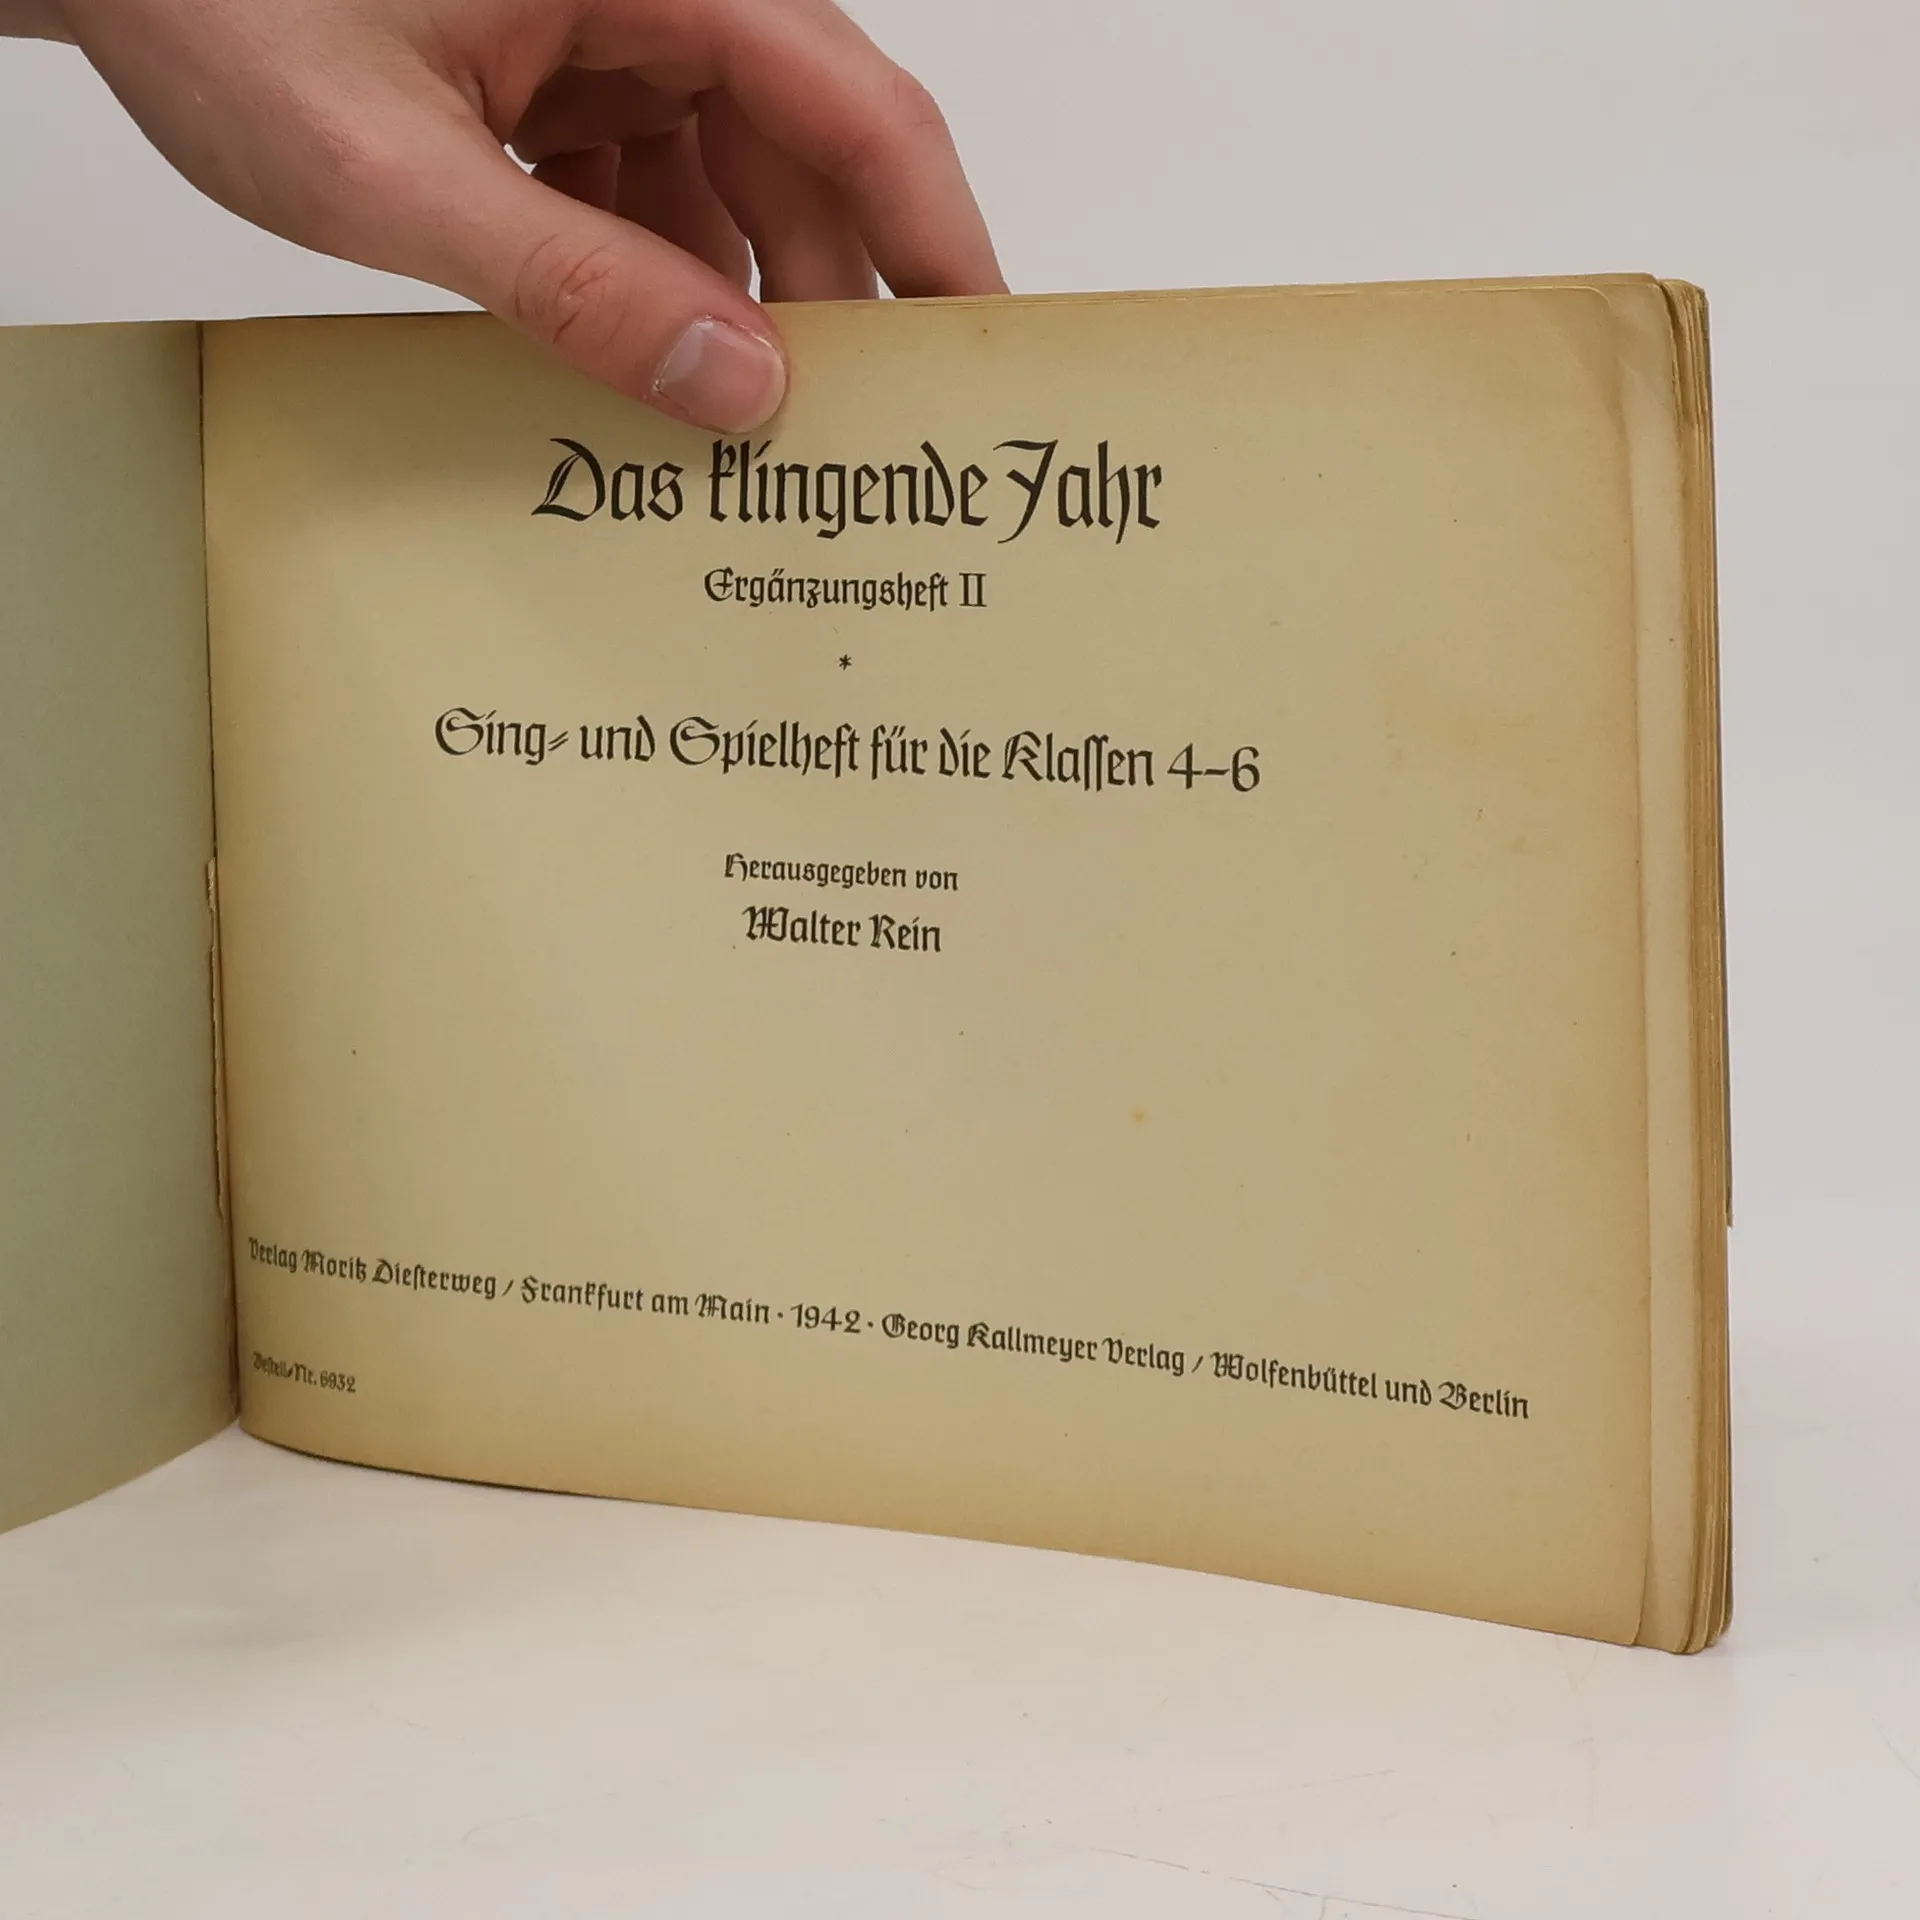 Das klingende Jahr
Ergänzungsheft II
*
Sing- und Spielheft für die Klaſſen 4–6
Herausgegeben von
Walter Rein
Verlag Moritz Dieſterweg / Frankfurt am Main · 1942 · Georg Kallmeyer Verlag / Wolfenbüttel und Berlin
Beſtell-Nr. 6932